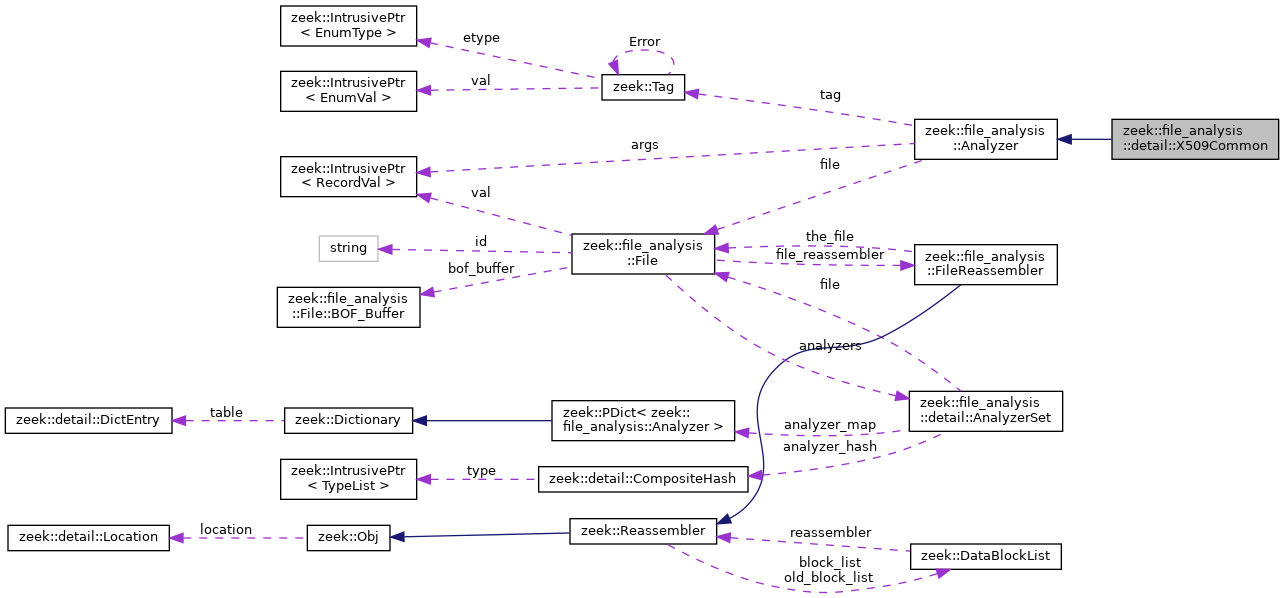 zeek::IntrusivePtr
< EnumType >
etype
Error
zeek::IntrusivePtr
< EnumVal >
val
zeek::Tag
tag
zeek::file_analysis
::Analyzer
zeek::file_analysis
::detail::X509Common
zeek::IntrusivePtr
< RecordVal >
args
file
val
string
id
zeek::file_analysis
::File
the_file
file_reassembler
zeek::file_analysis
::FileReassembler
bof_buffer
file
zeek::file_analysis
::File::BOF_Buffer
analyzers
zeek::detail::DictEntry
table
zeek::Dictionary
zeek::PDict< zeek::
file_analysis::Analyzer >
analyzer_map
zeek::file_analysis
::detail::AnalyzerSet
analyzer_hash
zeek::IntrusivePtr
< TypeList >
type
zeek::detail::CompositeHash
zeek::detail::Location
location
zeek::Obj
zeek::Reassembler
reassembler
block_list
old_block_list
zeek::DataBlockList